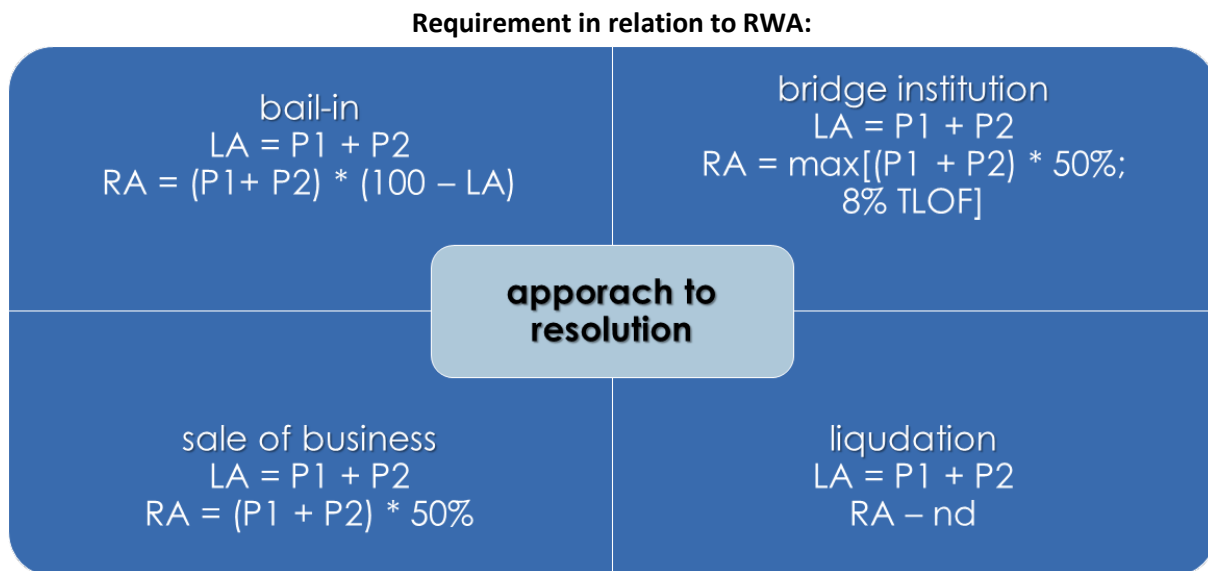 Requirement in relation to RWA:
bail-in
LA = P1 + P2
RA = (P1+ P2) * (100 – LA)
bridge institution
LA = P1 + P2
RA = max[(P1 + P2) * 50%;
8% TLOF]
apporach to
resolution
sale of business
LA = P1 + P2
RA = (P1 + P2) * 50%
liqudation
LA = P1 + P2
RA – nd